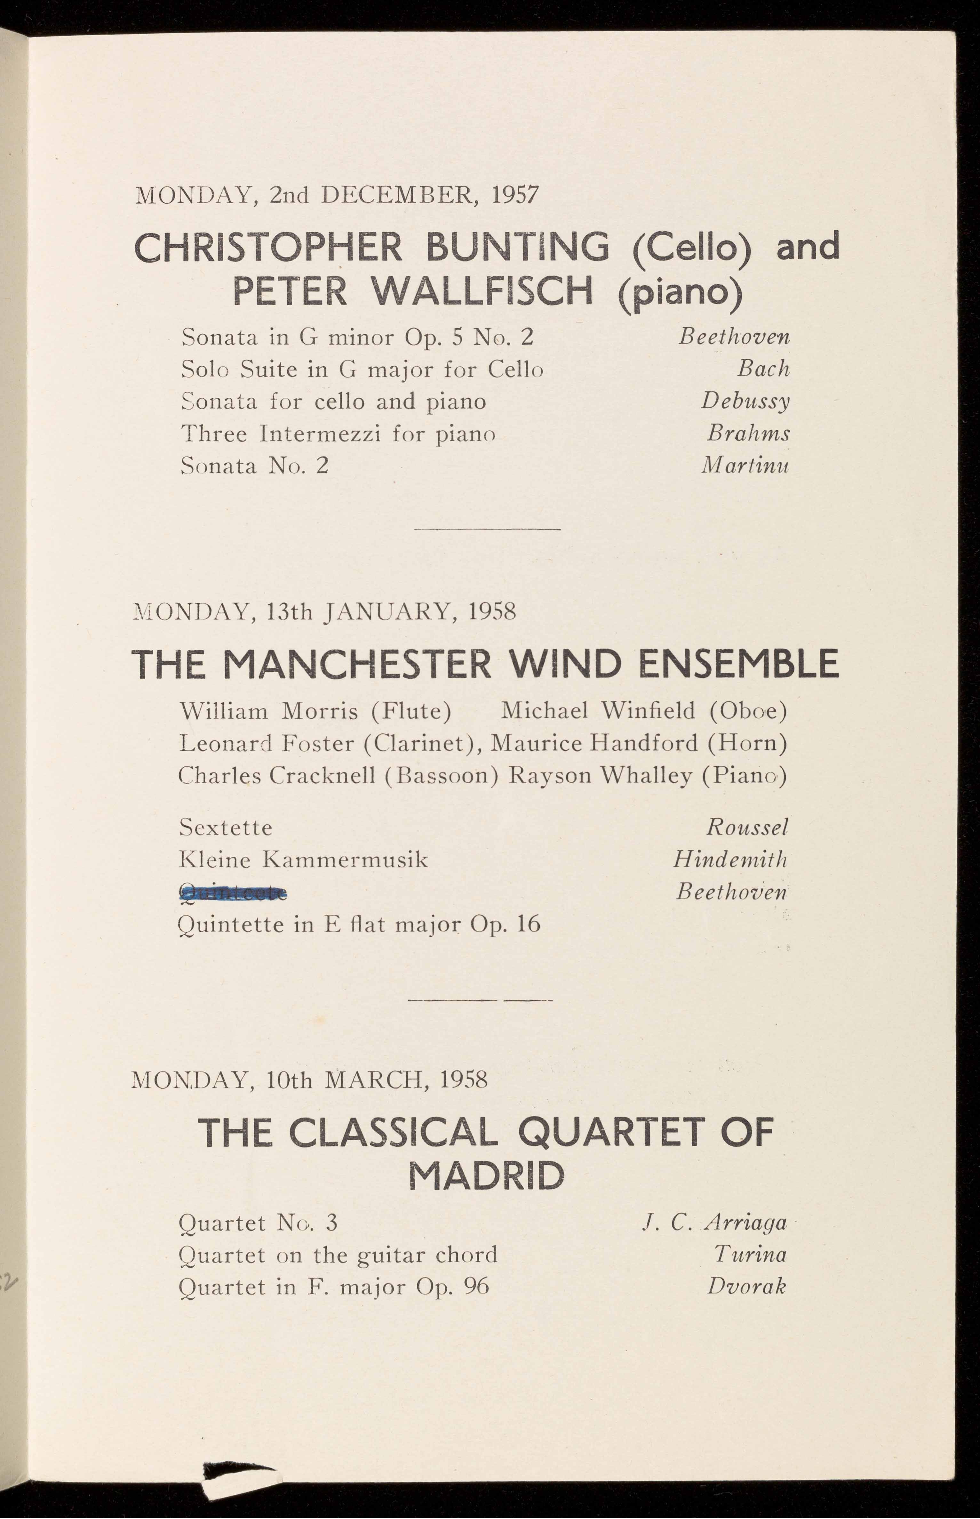 MONDAY, 2nd DECEMBER, 1957
CHRISTOPHER BUNTING (Cello) and
PETER WALLFISCH (piano)
Sonata in G minor Op. 5 No. 2 Beethoven
Solo Suite in G major for Cello Bach
Sonata for cello and piano Debussy
Three Intermezzi for piano Brahms
Sonata No. 2 Martinu
MONDAY, 13th JANUARY, 1958
THE MANCHESTER WIND ENSEMBLE
William Morris (Flute) Michael Winfield (Oboe)
Leonard Foster (Clarinet), Maurice Handford (Horn)
Charles Cracknell (Bassoon) Rayson Whalley (Piano)
Sextette Roussel
Kleine Kammermusik Hindemith
Beethoven
Quintette in E flat major Op. 16
MONDAY, 10th MARCH, 1958
THE CLASSICAL QUARTET OF
MADRID
Quartet No. 3 J. C. Arriaga
Quartet on the guitar chord Turina
Quartet in F. major Op. 96 Dvorak